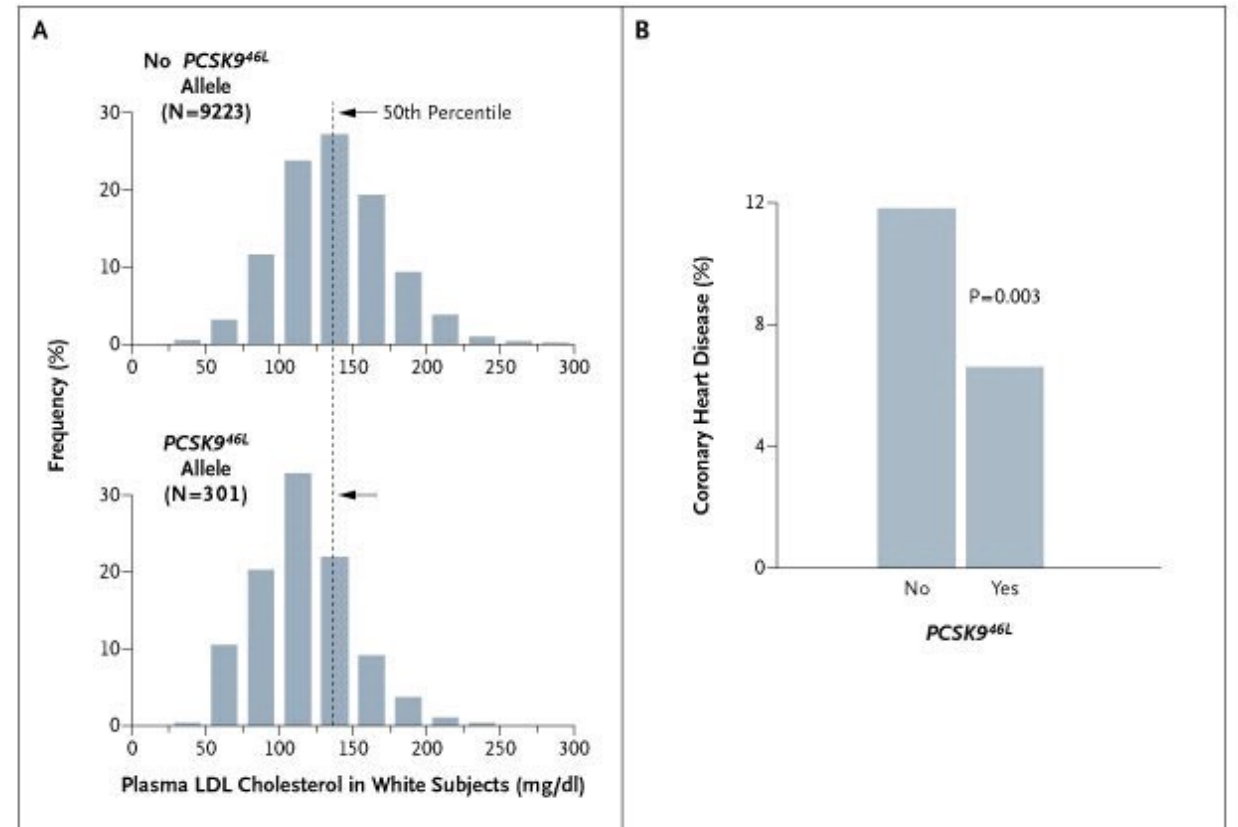 A
No PCSK9^46L
Allele
(N=9223)
50th Percentile
30
20
10
0
0 50 100 150 200 250 300
Frequency (%)
PCSK9^46L
Allele
(N=301)
30
20
10
0
0 50 100 150 200 250 300
Plasma LDL Cholesterol in White Subjects (mg/dl)
B
12
8
4
0
Coronary Heart Disease (%)
P=0.003
No Yes
PCSK9^46L